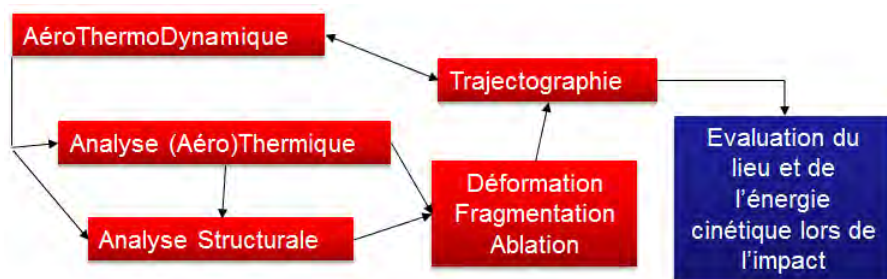 AéroThermoDynamique
Trajectographie
Analyse (Aéro)Thermique
Analyse Structurale
Déformation
Fragmentation
Ablation
Evaluation du
lieu et de
l'énergie
cinétique lors de
l'impact